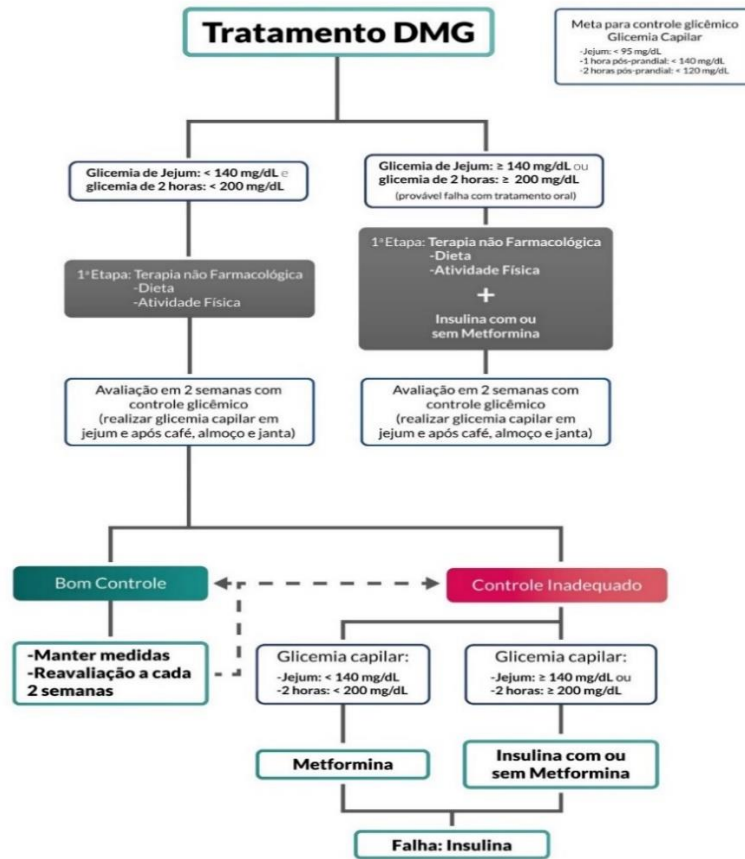 Tratamento DMG
Meta para controle glicêmico
Glicemia Capilar
-Jejum: < 95 mg/dL
-1 hora pós-prandial: < 140 mg/dL
-2 horas pós-prandial: < 120 mg/dL
Glicemia de Jejum: < 140 mg/dL e
glicemia de 2 horas: < 200 mg/dL
Glicemia de Jejum: ≥ 140 mg/dL ou
glicemia de 2 horas: ≥ 200 mg/dL
(provável falha com tratamento oral)
1ª Etapa: Terapia não Farmacológica
-Dieta
-Atividade Física
1ª Etapa: Terapia não Farmacológica
-Dieta
-Atividade Física
+
Insulina com ou
sem Metformina
Avaliação em 2 semanas com
controle glicêmico
(realizar glicemia capilar em
jejum e após café, almoço e janta)
Avaliação em 2 semanas com
controle glicêmico
(realizar glicemia capilar em
jejum e após café, almoço e janta)
Bom Controle
Controle Inadequado
-Manter medidas
-Reavaliação a cada
2 semanas
Glicemia capilar:
-Jejum: < 140 mg/dL
-2 horas: < 200 mg/dL
Glicemia capilar:
-Jejum: ≥ 140 mg/dL ou
-2 horas: ≥ 200 mg/dL
Metformina
Insulina com ou
sem Metformina
Falha: Insulina